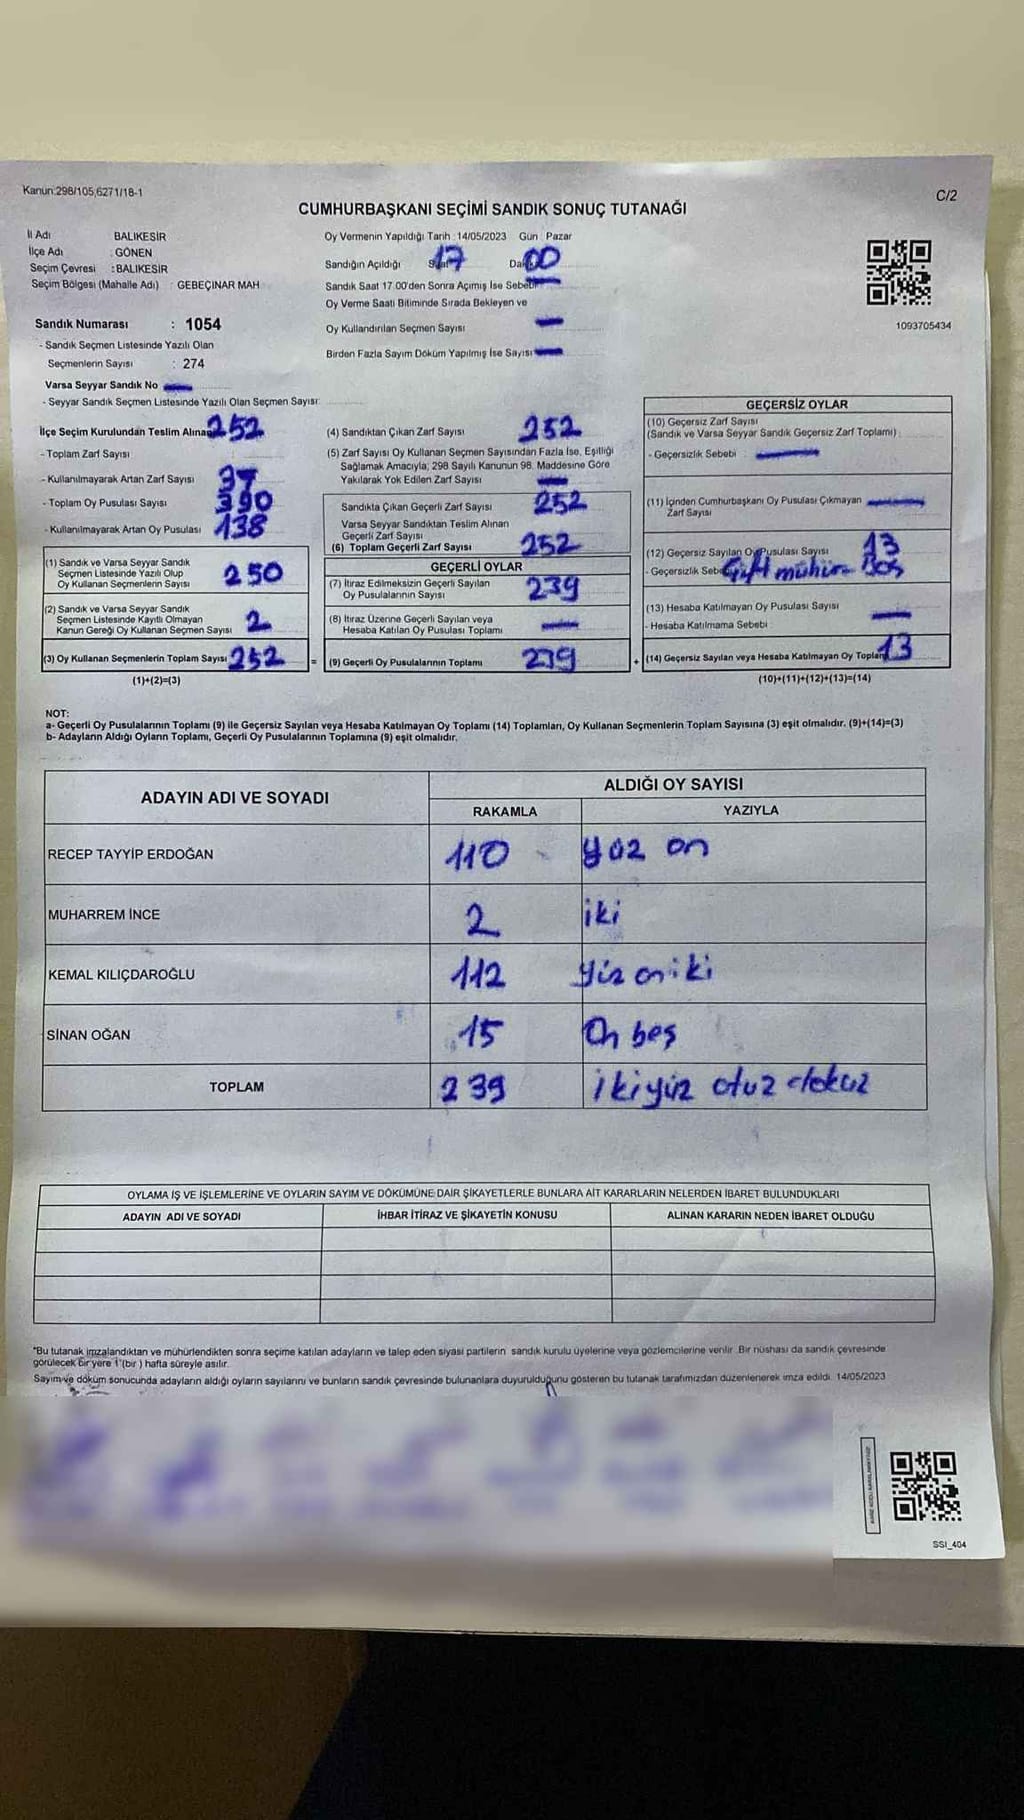 Kanun:298/105,6271/18-1
C/2
CUMHURBAŞKANI SEÇİMİ SANDIK SONUÇ TUTANAĞI
İl Adı BALIKESİR
İlçe Adı : GÖNEN
Seçim Çevresi : BALIKESİR
Seçim Bölgesi (Mahalle Adı) : GEBEÇINAR MAH
Sandık Numarası : 1054
- Sandık Seçmen Listesinde Yazılı Olan
Seçmenlerin Sayısı : 274
Varsa Seyyar Sandık No
- Seyyar Sandık Seçmen Listesinde Yazılı Olan Seçmen Sayısı:
Oy Vermenin Yapıldığı Tarih : 14/05/2023 Gün : Pazar
Sandığın Açıldığı Saat 17 00
Sandık Saat 17.00'den Sonra Açımış İse Sebebi
Oy Verme Saati Bitiminde Sırada Bekleyen ve
Oy Kullandırılan Seçmen Sayısı
Birden Fazla Sayım Döküm Yapılmış İse Sayısı
1093705434
İlçe Seçim Kurulundan Teslim Alınan 252
- Toplam Zarf Sayısı
- Kullanılmayarak Artan Zarf Sayısı 37
- Toplam Oy Pusulası Sayısı 390
- Kullanılmayarak Artan Oy Pusulası 138
(1) Sandık ve Varsa Seyyar Sandık
Seçmen Listesinde Yazılı Olup
Oy Kullanan Seçmenlerin Sayısı 250
(2) Sandık ve Varsa Seyyar Sandık
Seçmen Listesinde Kayıtlı Olmayan
Kanun Gereği Oy Kullanan Seçmen Sayısı 2
(3) Oy Kullanan Seçmenlerin Toplam Sayısı 252
(1)+(2)=(3)
=
(4) Sandıktan Çıkan Zarf Sayısı 252
(5) Zarf Sayısı Oy Kullanan Seçmen Sayısından Fazla İse, Eşitliği
Sağlamak Amacıyla, 298 Sayılı Kanunun 98. Maddesine Göre
Yakılarak Yok Edilen Zarf Sayısı
Sandıkta Çıkan Geçerli Zarf Sayısı 252
Varsa Seyyar Sandıktan Teslim Alınan
Geçerli Zarf Sayısı
(6) Toplam Geçerli Zarf Sayısı 252
GEÇERLİ OYLAR
(7) İtiraz Edilmeksizin Geçerli Sayılan
Oy Pusulalarının Sayısı 239
(8) İtiraz Üzerine Geçerli Sayılan veya
Hesaba Katılan Oy Pusulası Toplamı
(9) Geçerli Oy Pusulalarının Toplamı 239
+
GEÇERSİZ OYLAR
(10) Geçersiz Zarf Sayısı
(Sandık ve Varsa Seyyar Sandık Geçersiz Zarf Toplamı) :
- Geçersizlik Sebebi :
(11) İçinden Cumhurbaşkanı Oy Pusulası Çıkmayan
Zarf Sayısı
(12) Geçersiz Sayılan Oy Pusulası Sayısı 13
- Geçersizlik Sebebi Çift mühür - Boş
(13) Hesaba Katılmayan Oy Pusulası Sayısı
- Hesaba Katılmama Sebebi :
(14) Geçersiz Sayılan veya Hesaba Katılmayan Oy Toplamı 13
(10)+(11)+(12)+(13)=(14)
NOT:
a- Geçerli Oy Pusulalarının Toplamı (9) ile Geçersiz Sayılan veya Hesaba Katılmayan Oy Toplamı (14) Toplamları, Oy Kullanan Seçmenlerin Toplam Sayısına (3) eşit olmalıdır. (9)+(14)=(3)
b- Adayların Aldığı Oyların Toplamı, Geçerli Oy Pusulalarının Toplamına (9) eşit olmalıdır.
ADAYIN ADI VE SOYADI
ALDIĞI OY SAYISI
RAKAMLA YAZIYLA
RECEP TAYYİP ERDOĞAN 110 yüz on
MUHARREM İNCE 2 iki
KEMAL KILIÇDAROĞLU 112 yüz oniki
SİNAN OĞAN 15 On beş
TOPLAM 239 ikiyüz otuz dokuz
OYLAMA İŞ VE İŞLEMLERİNE VE OYLARIN SAYIM VE DÖKÜMÜNE DAİR ŞİKAYETLERLE BUNLARA AİT KARARLARIN NELERDEN İBARET BULUNDUKLARI
ADAYIN ADI VE SOYADI İHBAR İTİRAZ VE ŞİKAYETİN KONUSU ALINAN KARARIN NEDEN İBARET OLDUĞU
*Bu tutanak imzalandıktan ve mühürlendikten sonra seçime katılan adayların ve talep eden siyasi partilerin sandık kurulu üyelerine veya gözlemcilerine verilir .Bir nüshası da sandık çevresinde
görülecek bir yere 1 (bir ) hafta süreyle asılır.
Sayım ve döküm sonucunda adayların aldığı oyların sayılarını ve bunların sandık çevresinde bulunanlara duyurulduğunu gösteren bu tutanak tarafımızdan düzenlenerek imza edildi. 14/05/2023
SSI_404